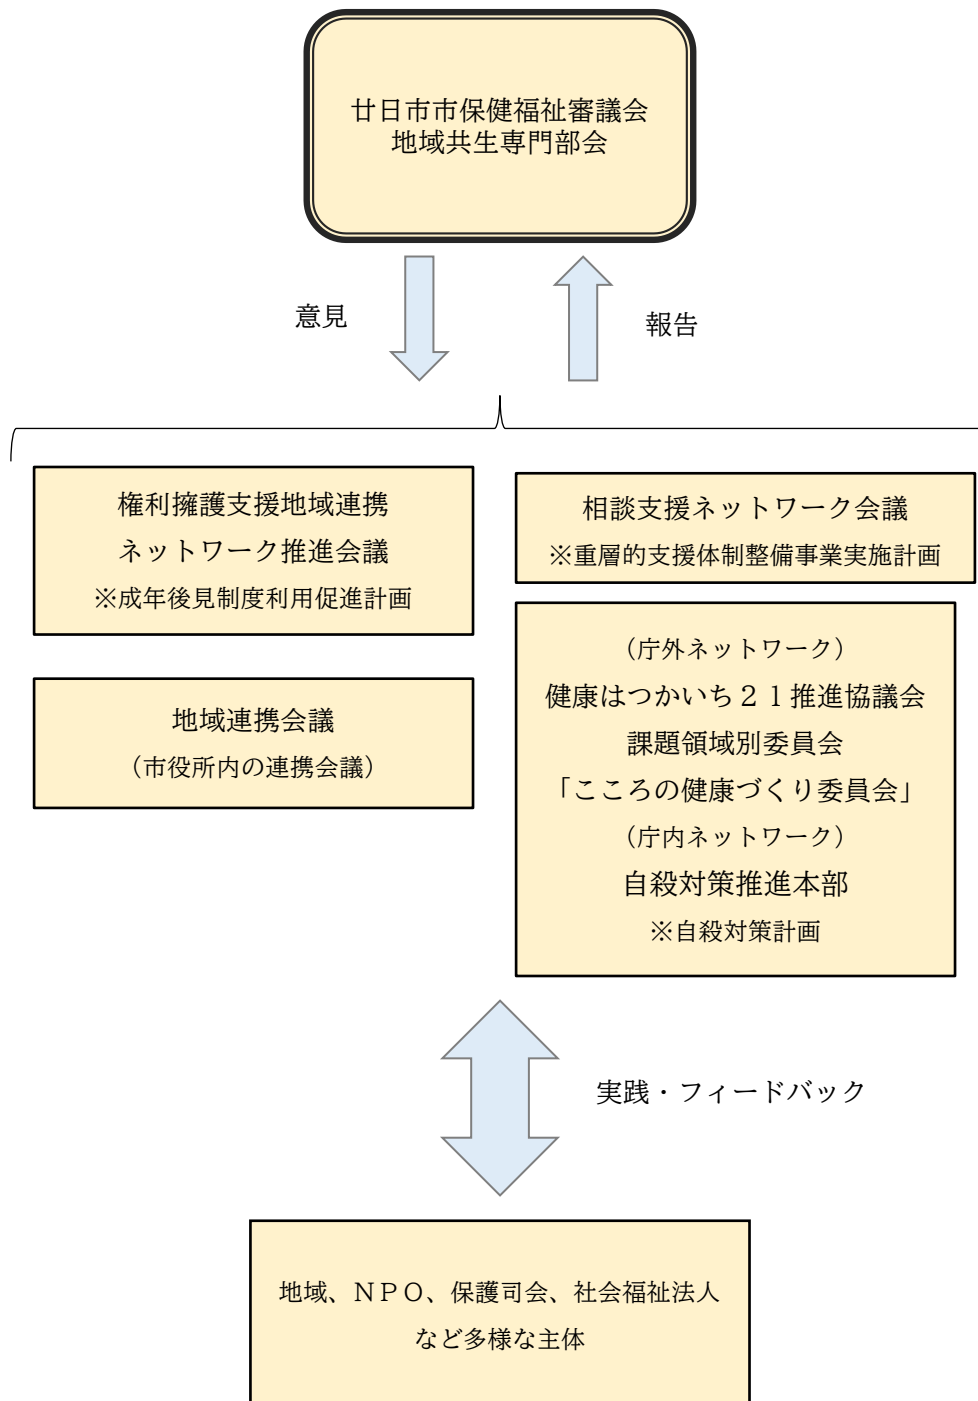 廿日市市保健福祉審議会
地域共生専門部会
意見
報告
権利擁護支援地域連携
ネットワーク推進会議
※成年後見制度利用促進計画
相談支援ネットワーク会議
※重層的支援体制整備事業実施計画
地域連携会議
（市役所内の連携会議）
（庁外ネットワーク）
健康はつかいち２１推進協議会
課題領域別委員会
「こころの健康づくり委員会」
（庁内ネットワーク）
自殺対策推進本部
※自殺対策計画
実践・フィードバック
地域、ＮＰＯ、保護司会、社会福祉法人
など多様な主体